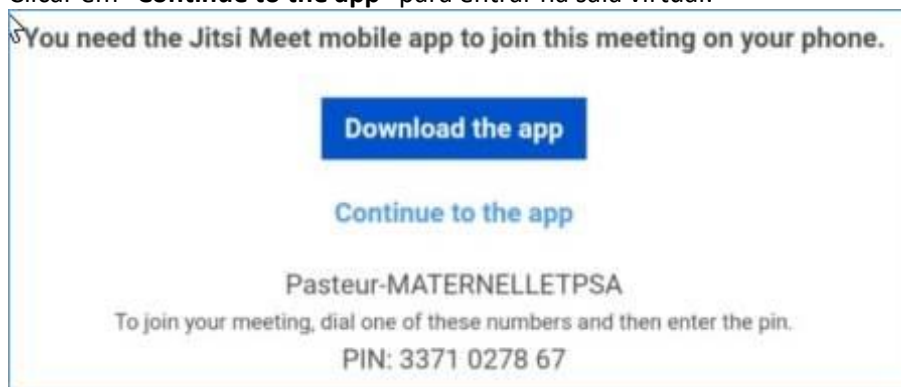 Clicar em "Continue to the app" para entrar na sala virtual.
You need the Jitsi Meet mobile app to join this meeting on your phone.
Download the app
Continue to the app
Pasteur-MATERNELLETPSA
To join your meeting, dial one of these numbers and then enter the pin.
PIN: 3371 0278 67